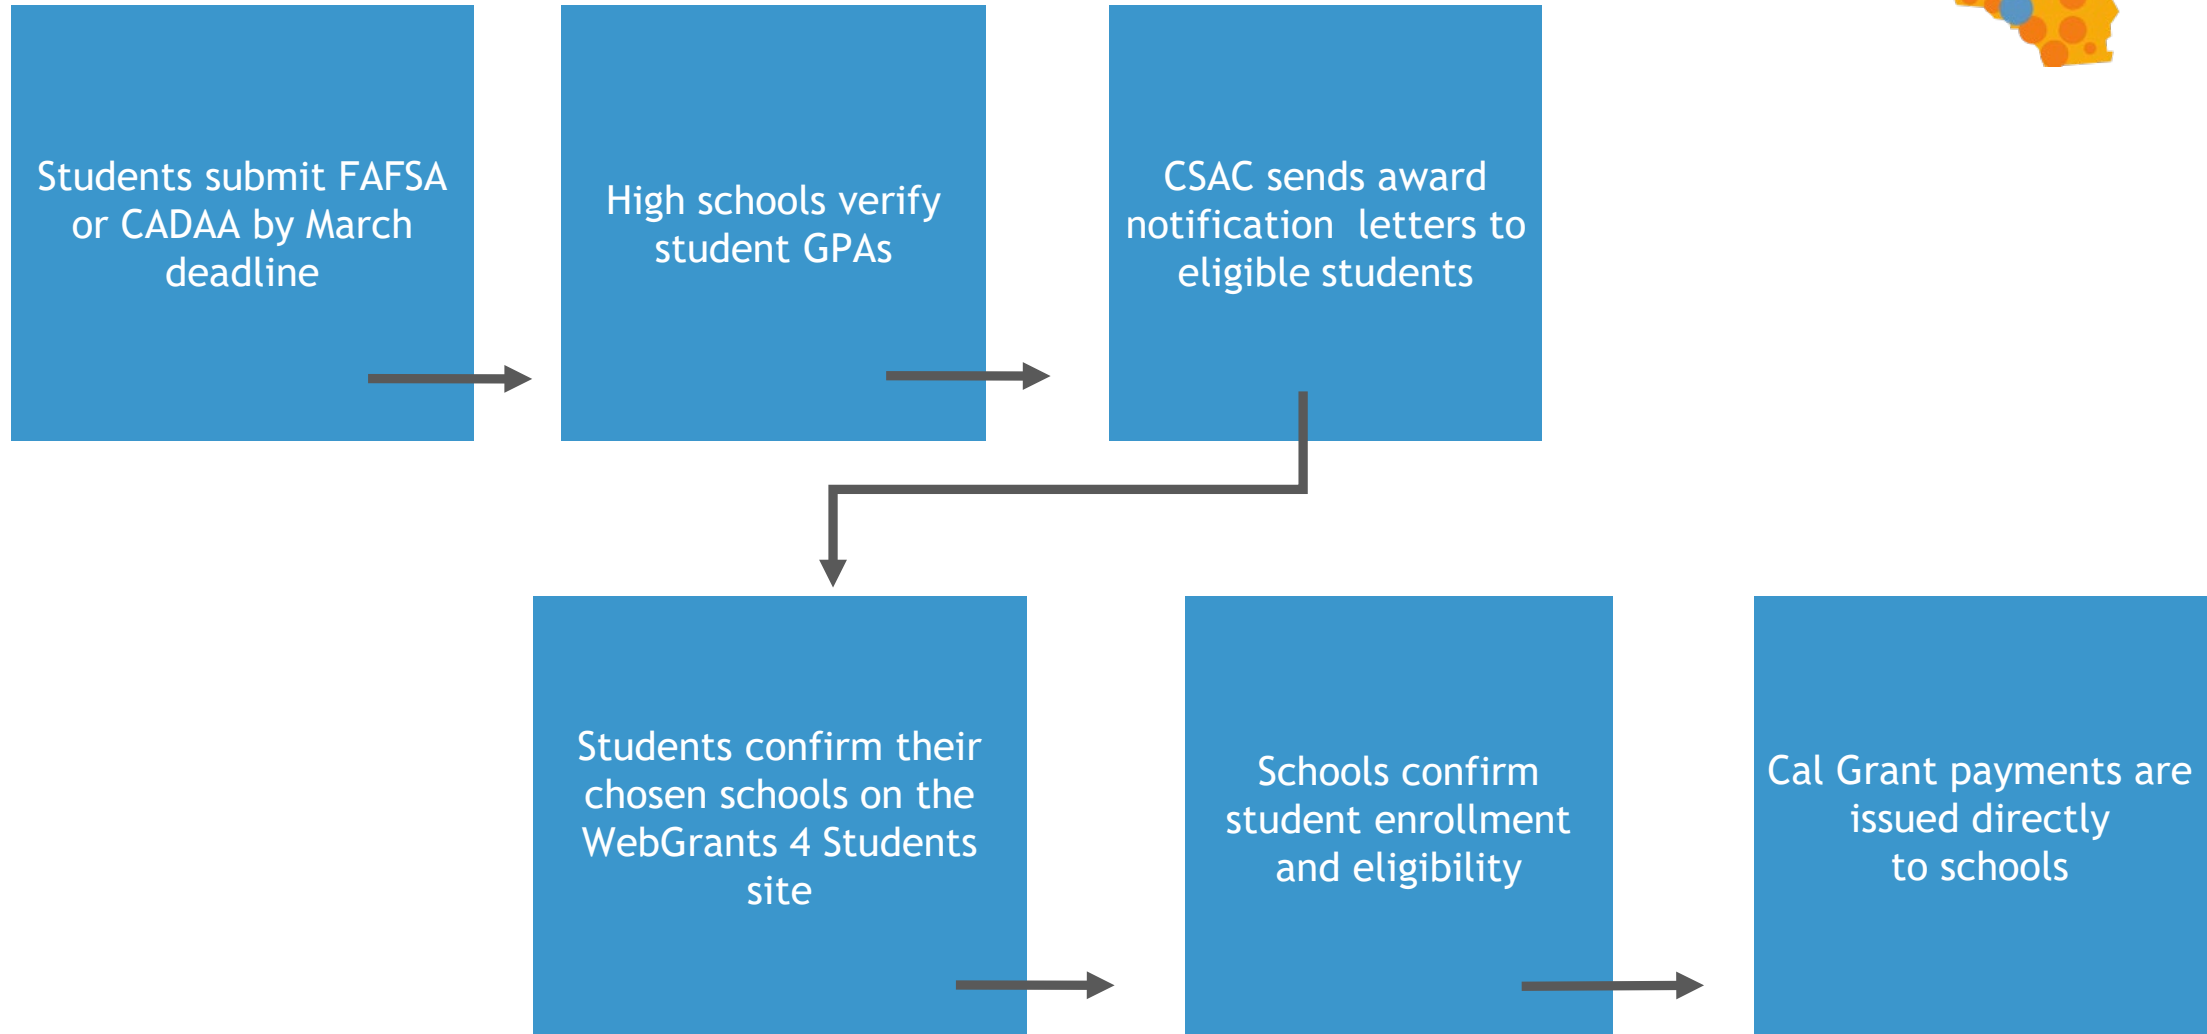 Students submit FAFSA
or CADAA by March
deadline
High schools verify
student GPAs
CSAC sends award
notification  letters to
eligible students
Students confirm their
chosen schools on the
WebGrants 4 Students
site
Schools confirm
student enrollment
and eligibility
Cal Grant payments are
issued directly
to schools